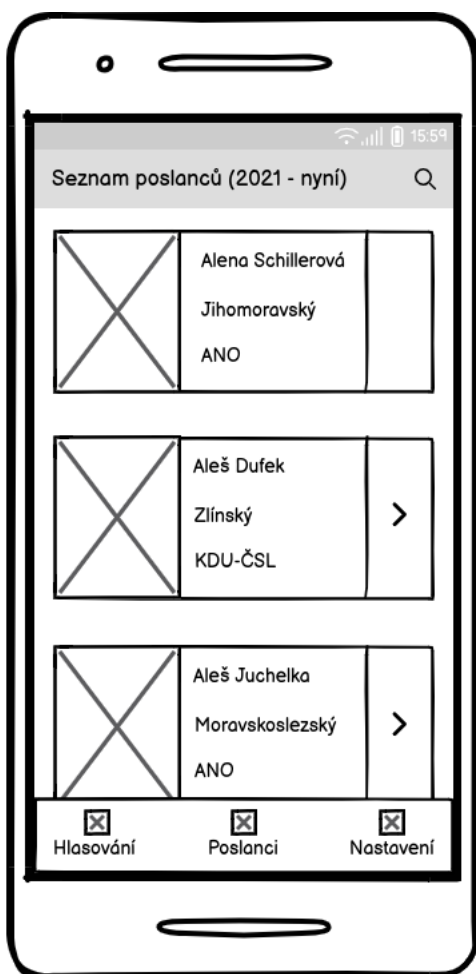 15:59
Seznam poslanců (2021 - nyní)
Alena Schillerová
Jihomoravský
ANO
Aleš Dufek
Zlínský
KDU-ČSL
Aleš Juchelka
Moravskoslezský
ANO
Hlasování Poslanci Nastavení